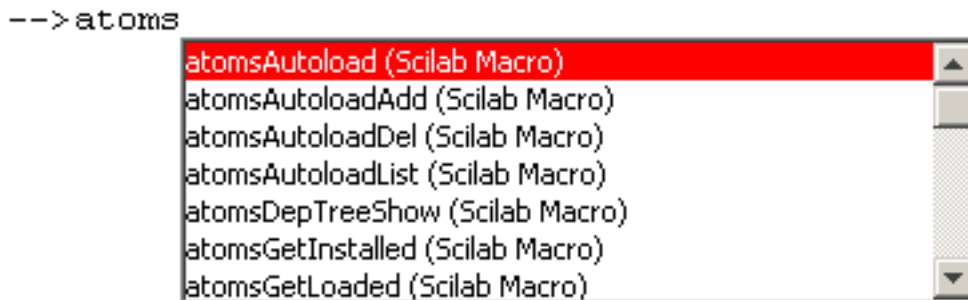 -->atoms
atomsAutoload (Scilab Macro)
atomsAutoloadAdd (Scilab Macro)
atomsAutoloadDel (Scilab Macro)
atomsAutoloadList (Scilab Macro)
atomsDepTreeShow (Scilab Macro)
atomsGetInstalled (Scilab Macro)
atomsGetLoaded (Scilab Macro)